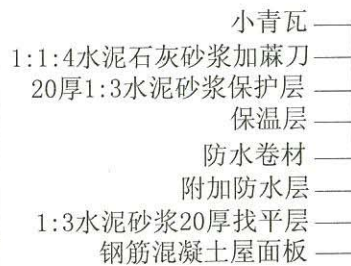 小青瓦
1:1:4水泥石灰砂浆加蔴刀
20厚1:3水泥砂浆保护层
保温层
防水卷材
附加防水层
1:3水泥砂浆20厚找平层
钢筋混凝土屋面板